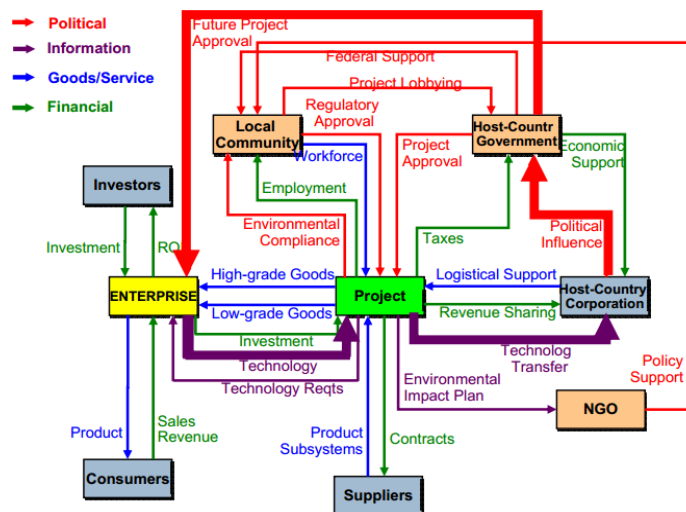 Political
Information
Goods/Service
Financial
Future Project
Approval
Federal Support
Project Lobbying
Regulatory
Approval
Local
Community
Host-Countr
Government
Workforce
Project
Approval
Economic
Support
Investors
Employment
Environmental
Compliance
Taxes
Political
Influence
Investment
RO
High-grade Goods
Logistical Support
ENTERPRISE
Project
Host-Country
Corporation
Low-grade Goods
Revenue Sharing
Investment
Technology
Technolog
Transfer
Technology Reqts
Environmental
Impact Plan
Policy
Support
NGO
Product
Sales
Revenue
Product
Subsystems
Contracts
Consumers
Suppliers